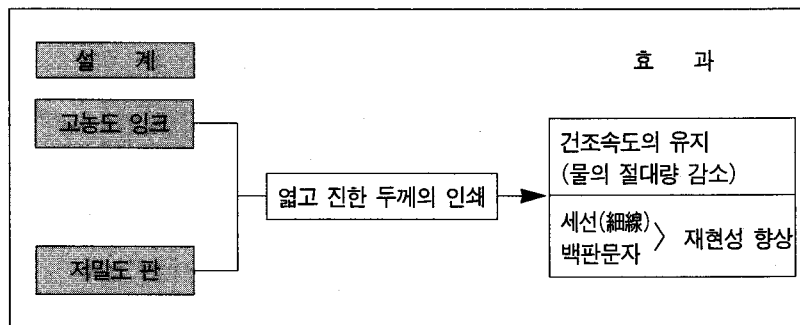 설 계
효 과
고농도 잉크
저밀도 판
엷고 진한 두께의 인쇄
건조속도의 유지
(물의 절대량 감소)
세선(細線)
백판문자 〉 재현성 향상